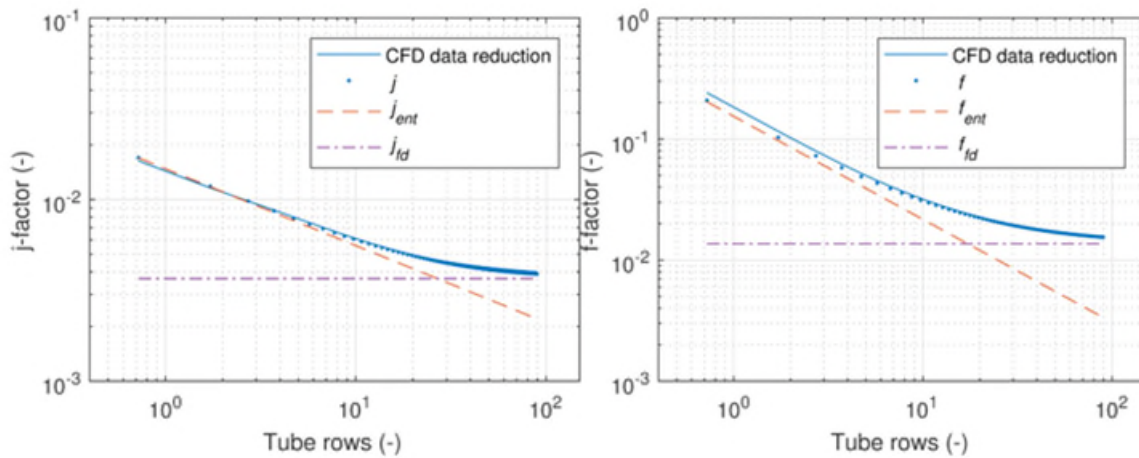 10^-1
10^-2
10^-3
j-factor (-)
CFD data reduction
j
j_ent
j_fd
10^0
10^1
10^2
Tube rows (-)
10^0
10^-1
10^-2
10^-3
f-factor (-)
CFD data reduction
f
f_ent
f_fd
10^0
10^1
10^2
Tube rows (-)